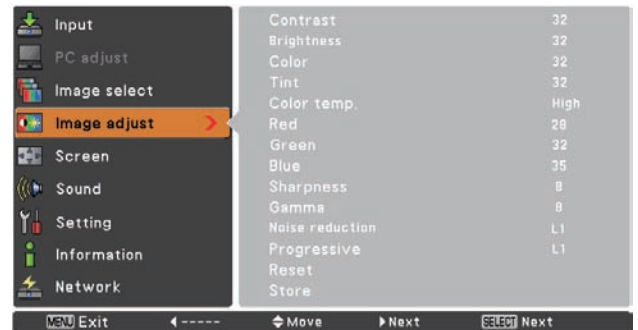 Input
PC adjust
Image select
Image adjust
Screen
Sound
Setting
Information
Network
Contrast 32
Brightness 32
Color 32
Tint 32
Color temp. High
Red 28
Green 32
Blue 35
Sharpness 8
Gamma 8
Noise reduction L1
Progressive L1
Reset
Store
MENU Exit ◀----- ◆Move ▶Next SELECT Next